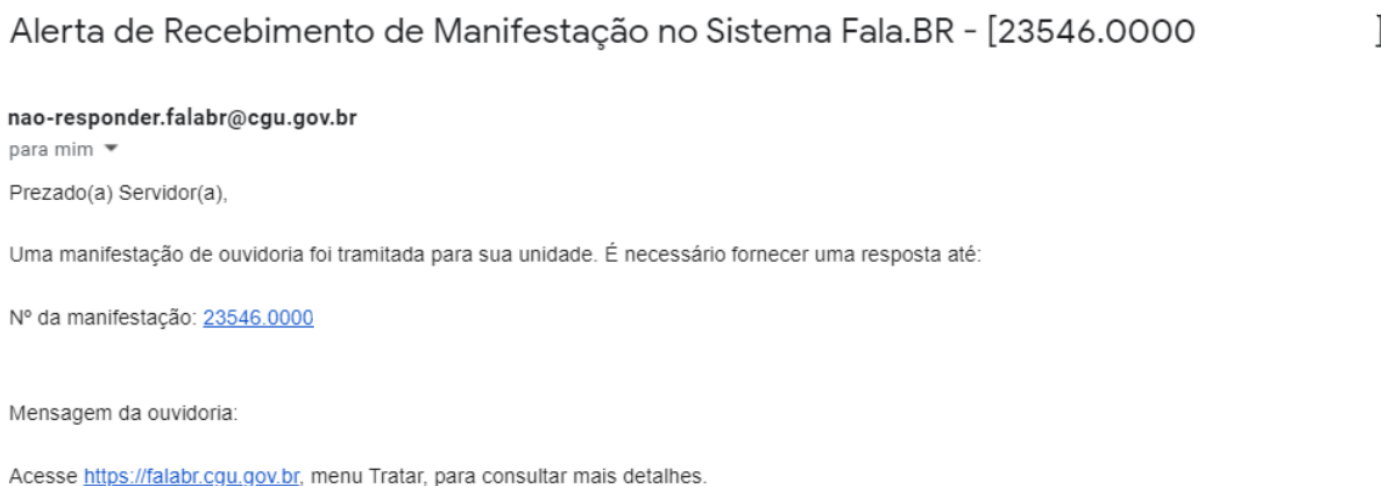 Alerta de Recebimento de Manifestação no Sistema Fala.BR - [23546.0000 ]
nao-responder.falabr@cgu.gov.br
para mim
Prezado(a) Servidor(a),
Uma manifestação de ouvidoria foi tramitada para sua unidade. É necessário fornecer uma resposta até:
Nº da manifestação: 23546.0000
Mensagem da ouvidoria:
Acesse https://falabr.cgu.gov.br, menu Tratar, para consultar mais detalhes.